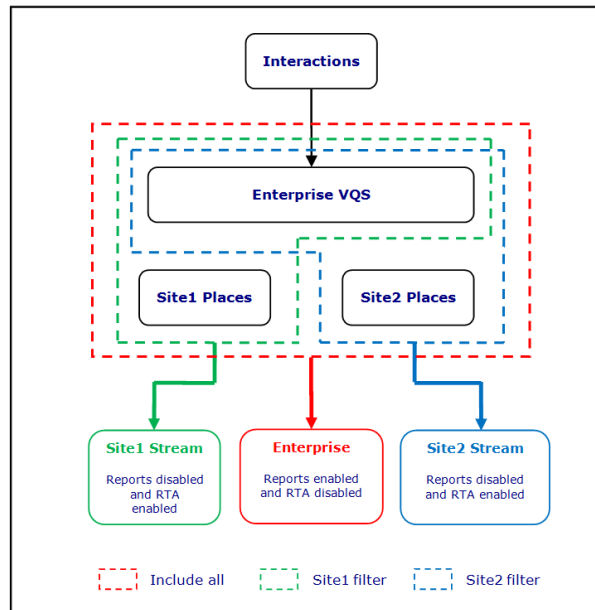 Interactions
Enterprise VQS
Site1 Places
Site2 Places
Site1 Stream
Reports disabled
and RTA
enabled
Enterprise
Reports enabled
and RTA disabled
Site2 Stream
Reports disabled
and RTA enabled
Include all
Site1 filter
Site2 filter